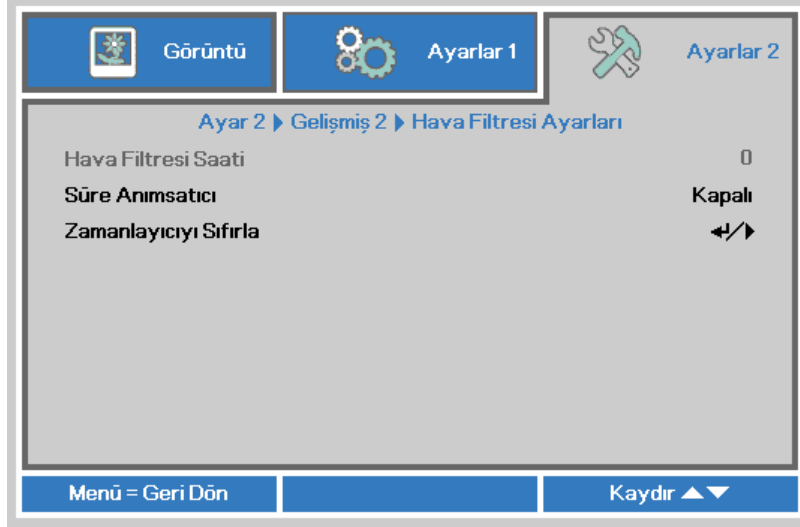 Görüntü
Ayarlar 1
Ayarlar 2
Ayar 2 ▶ Gelişmiş 2 ▶ Hava Filtresi Ayarları
Hava Filtresi Saati 0
Süre Anımsatıcı Kapalı
Zamanlayıcıyı Sıfırla ↵/▶
Menü = Geri Dön
Kaydır ▲▼